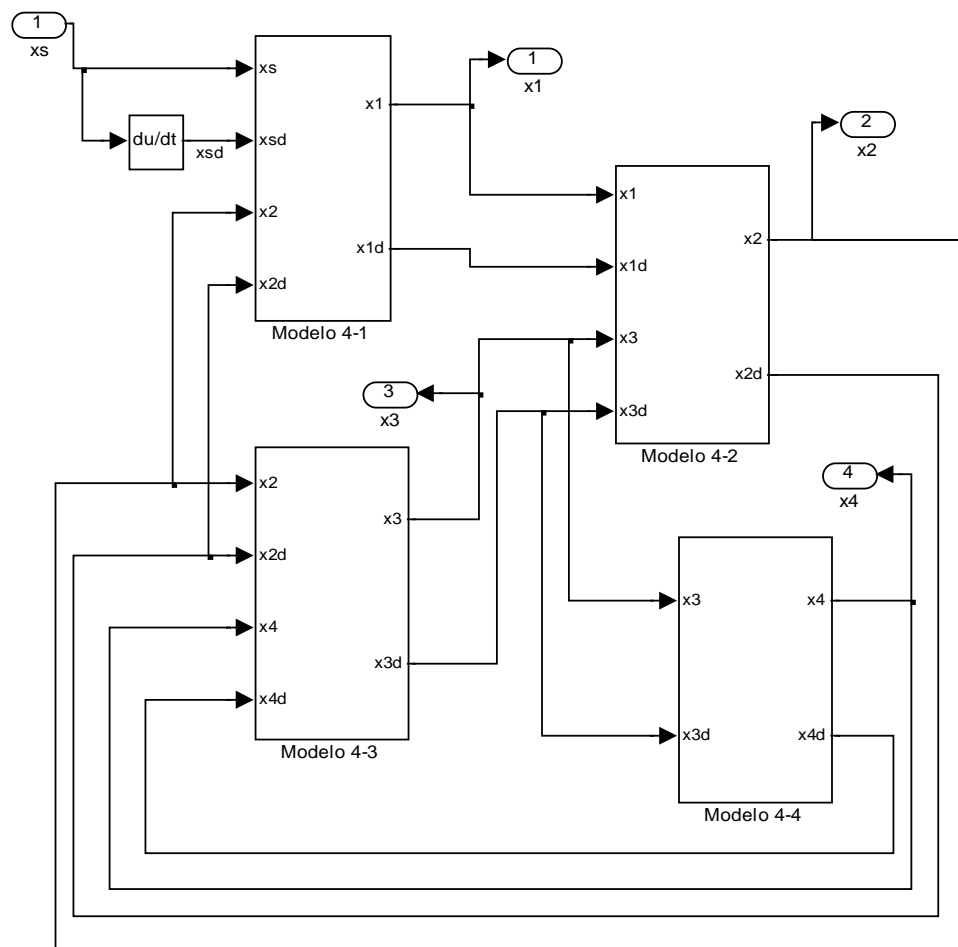 1
xs
du/dt
xsd
xs
xsd
x2
x2d
x1
x1d
Modelo 4-1
1
x1
2
x2
x1
x1d
x3
x3d
x2
x2d
Modelo 4-2
3
x3
x2
x2d
x4
x4d
x3
x3d
Modelo 4-3
4
x4
x3
x3d
x4
x4d
Modelo 4-4